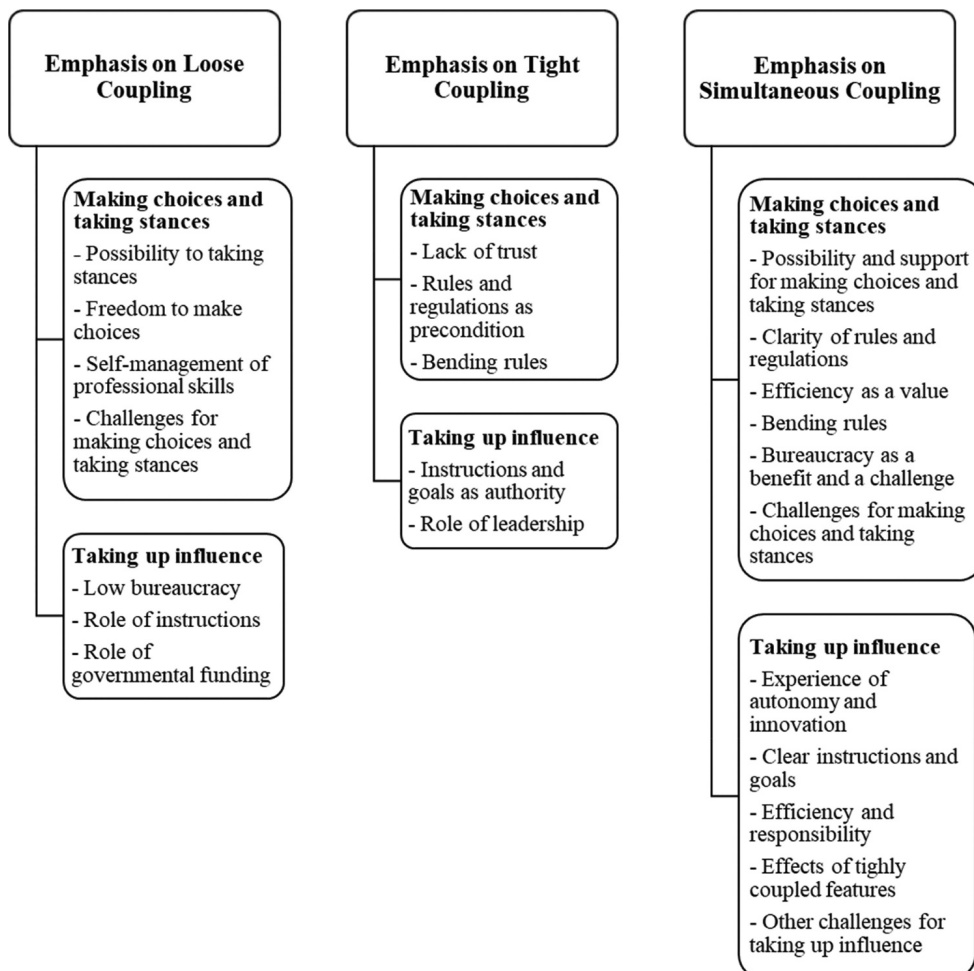 Emphasis on Loose
Coupling
Making choices and
taking stances
- Possibility to taking
stances
- Freedom to make
choices
- Self-management of
professional skills
- Challenges for
making choices and
taking stances
Taking up influence
- Low bureaucracy
- Role of instructions
- Role of
governmental funding
Emphasis on Tight
Coupling
Making choices and
taking stances
- Lack of trust
- Rules and
regulations as
precondition
- Bending rules
Taking up influence
- Instructions and
goals as authority
- Role of leadership
Emphasis on
Simultaneous Coupling
Making choices and
taking stances
- Possibility and support
for making choices and
taking stances
- Clarity of rules and
regulations
- Efficiency as a value
- Bending rules
- Bureaucracy as a
benefit and a challenge
- Challenges for making
choices and taking
stances
Taking up influence
- Experience of
autonomy and
innovation
- Clear instructions and
goals
- Efficiency and
responsibility
- Effects of tighly
coupled features
- Other challenges for
taking up influence